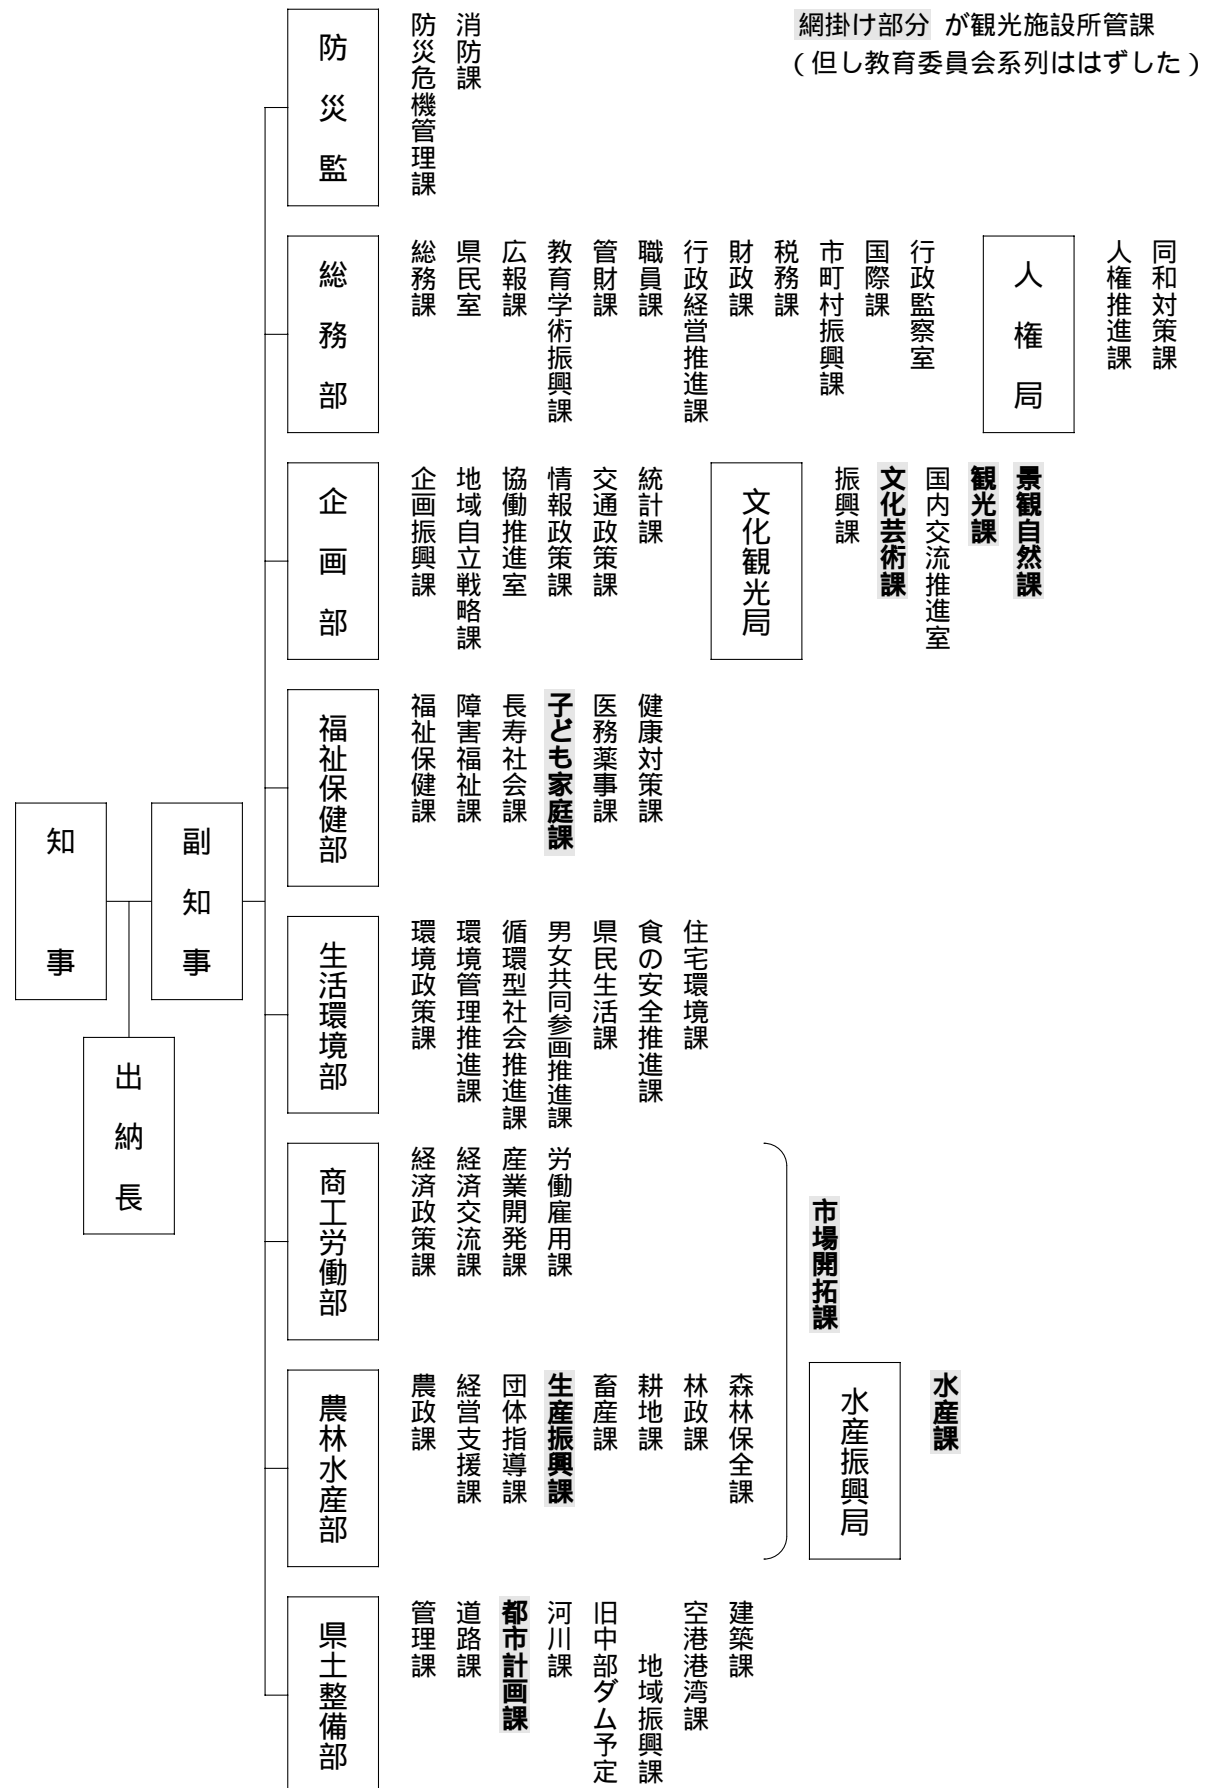 網掛け部分 が観光施設所管課
(但し教育委員会系列ははずした)
知事
副知事
出納長
防災監
防災危機管理課
消防課
総務部
総務課
県民室
広報課
教育学術振興課
管財課
職員課
行政経営推進課
財政課
税務課
市町村振興課
国際課
行政監察室
人権局
人権推進課
同和対策課
企画部
企画振興課
地域自立戦略課
協働推進室
情報政策課
交通政策課
統計課
文化観光局
振興課
文化芸術課
国内交流推進室
観光課
景観自然課
福祉保健部
福祉保健課
障害福祉課
長寿社会課
子ども家庭課
医務薬事課
健康対策課
生活環境部
環境政策課
環境管理推進課
循環型社会推進課
男女共同参画推進課
県民生活課
食の安全推進課
住宅環境課
商工労働部
経済政策課
経済交流課
産業開発課
労働雇用課
市場開拓課
農林水産部
農政課
経営支援課
団体指導課
生産振興課
畜産課
耕地課
林政課
森林保全課
水産振興局
水産課
県土整備部
管理課
道路課
都市計画課
河川課
旧中部ダム予定
地域振興課
空港港湾課
建築課